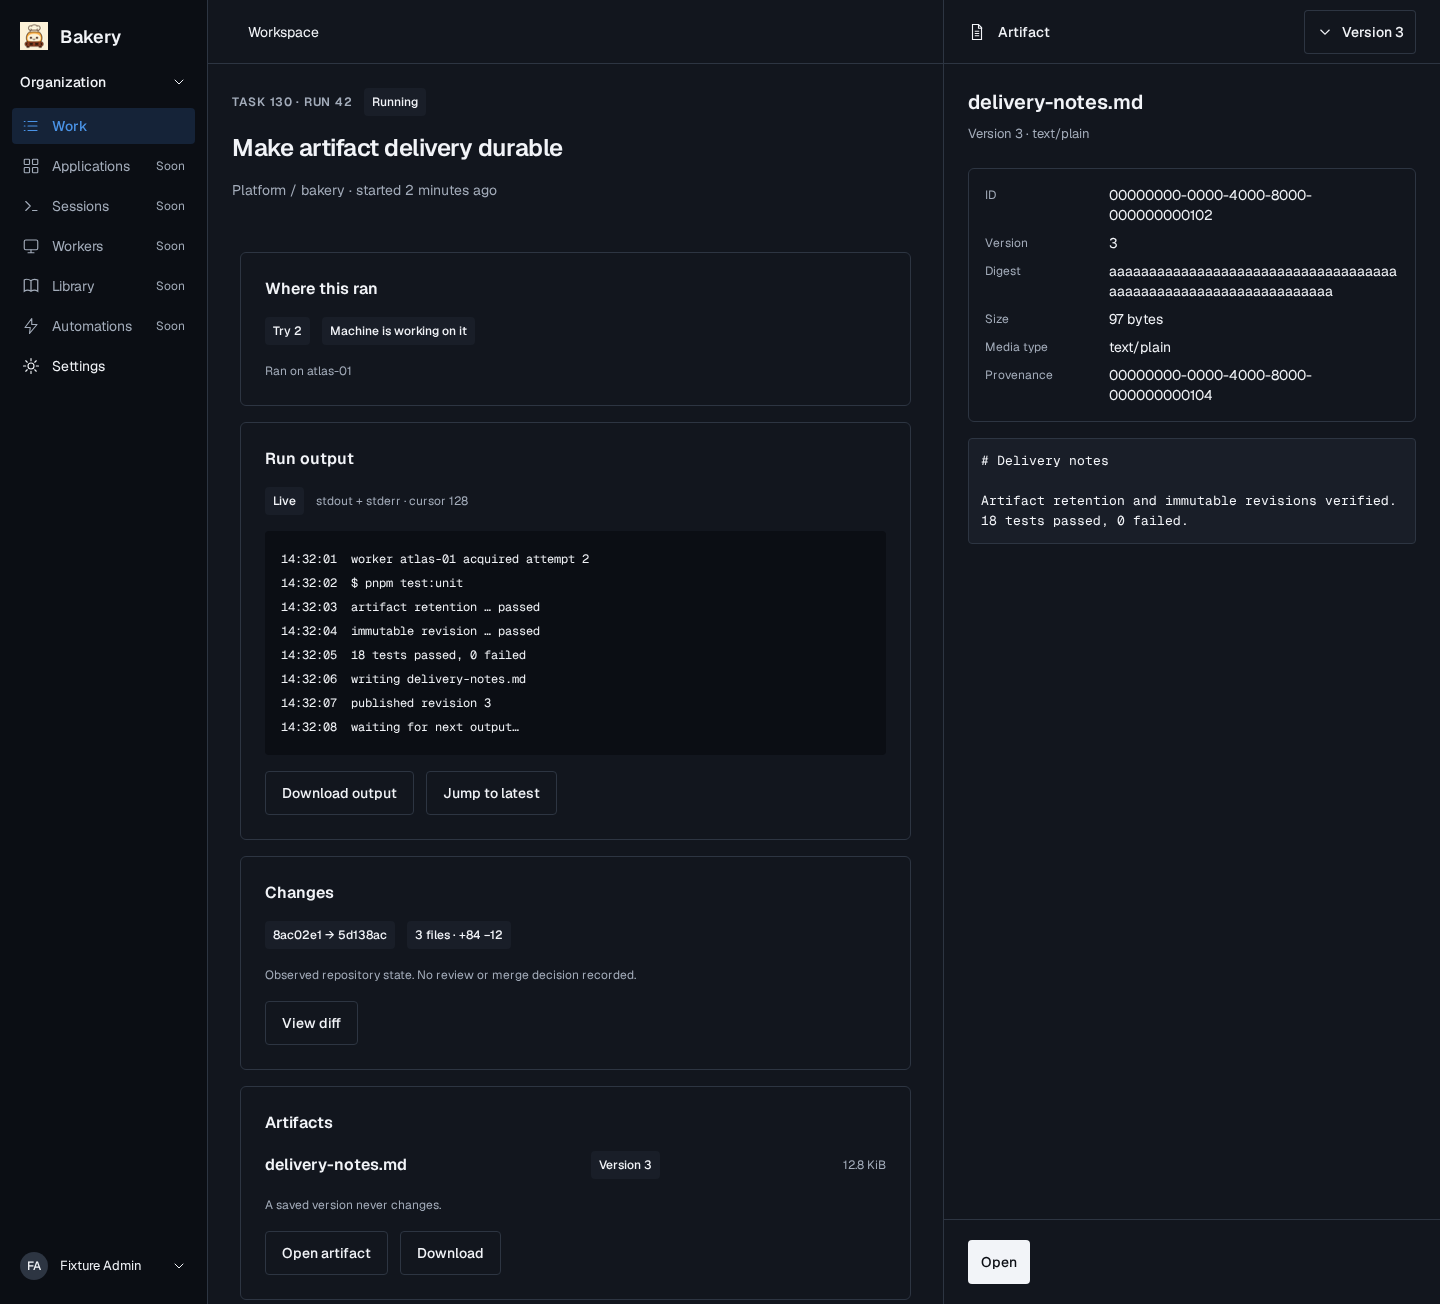 Bakery
Organization
Work
Applications Soon
Sessions Soon
Workers Soon
Library Soon
Automations Soon
Settings
FA Fixture Admin
Workspace
TASK 130 · RUN 42 Running
Make artifact delivery durable
Platform / bakery · started 2 minutes ago
Where this ran
Try 2 Machine is working on it
Ran on atlas-01
Run output
Live stdout + stderr · cursor 128
14:32:01 worker atlas-01 acquired attempt 2
14:32:02 $ pnpm test:unit
14:32:03 artifact retention … passed
14:32:04 immutable revision … passed
14:32:05 18 tests passed, 0 failed
14:32:06 writing delivery-notes.md
14:32:07 published revision 3
14:32:08 waiting for next output…
Download output Jump to latest
Changes
8ac02e1 → 5d138ac 3 files · +84 −12
Observed repository state. No review or merge decision recorded.
View diff
Artifacts
delivery-notes.md Version 3 12.8 KiB
A saved version never changes.
Open artifact Download
Artifact Version 3
delivery-notes.md
Version 3 · text/plain
ID 00000000-0000-4000-8000-
000000000102
Version 3
Digest aaaaaaaaaaaaaaaaaaaaaaaaaaaaaaaaaaaa
aaaaaaaaaaaaaaaaaaaaaaaaaaaa
Size 97 bytes
Media type text/plain
Provenance 00000000-0000-4000-8000-
000000000104
# Delivery notes
Artifact retention and immutable revisions verified.
18 tests passed, 0 failed.
Open